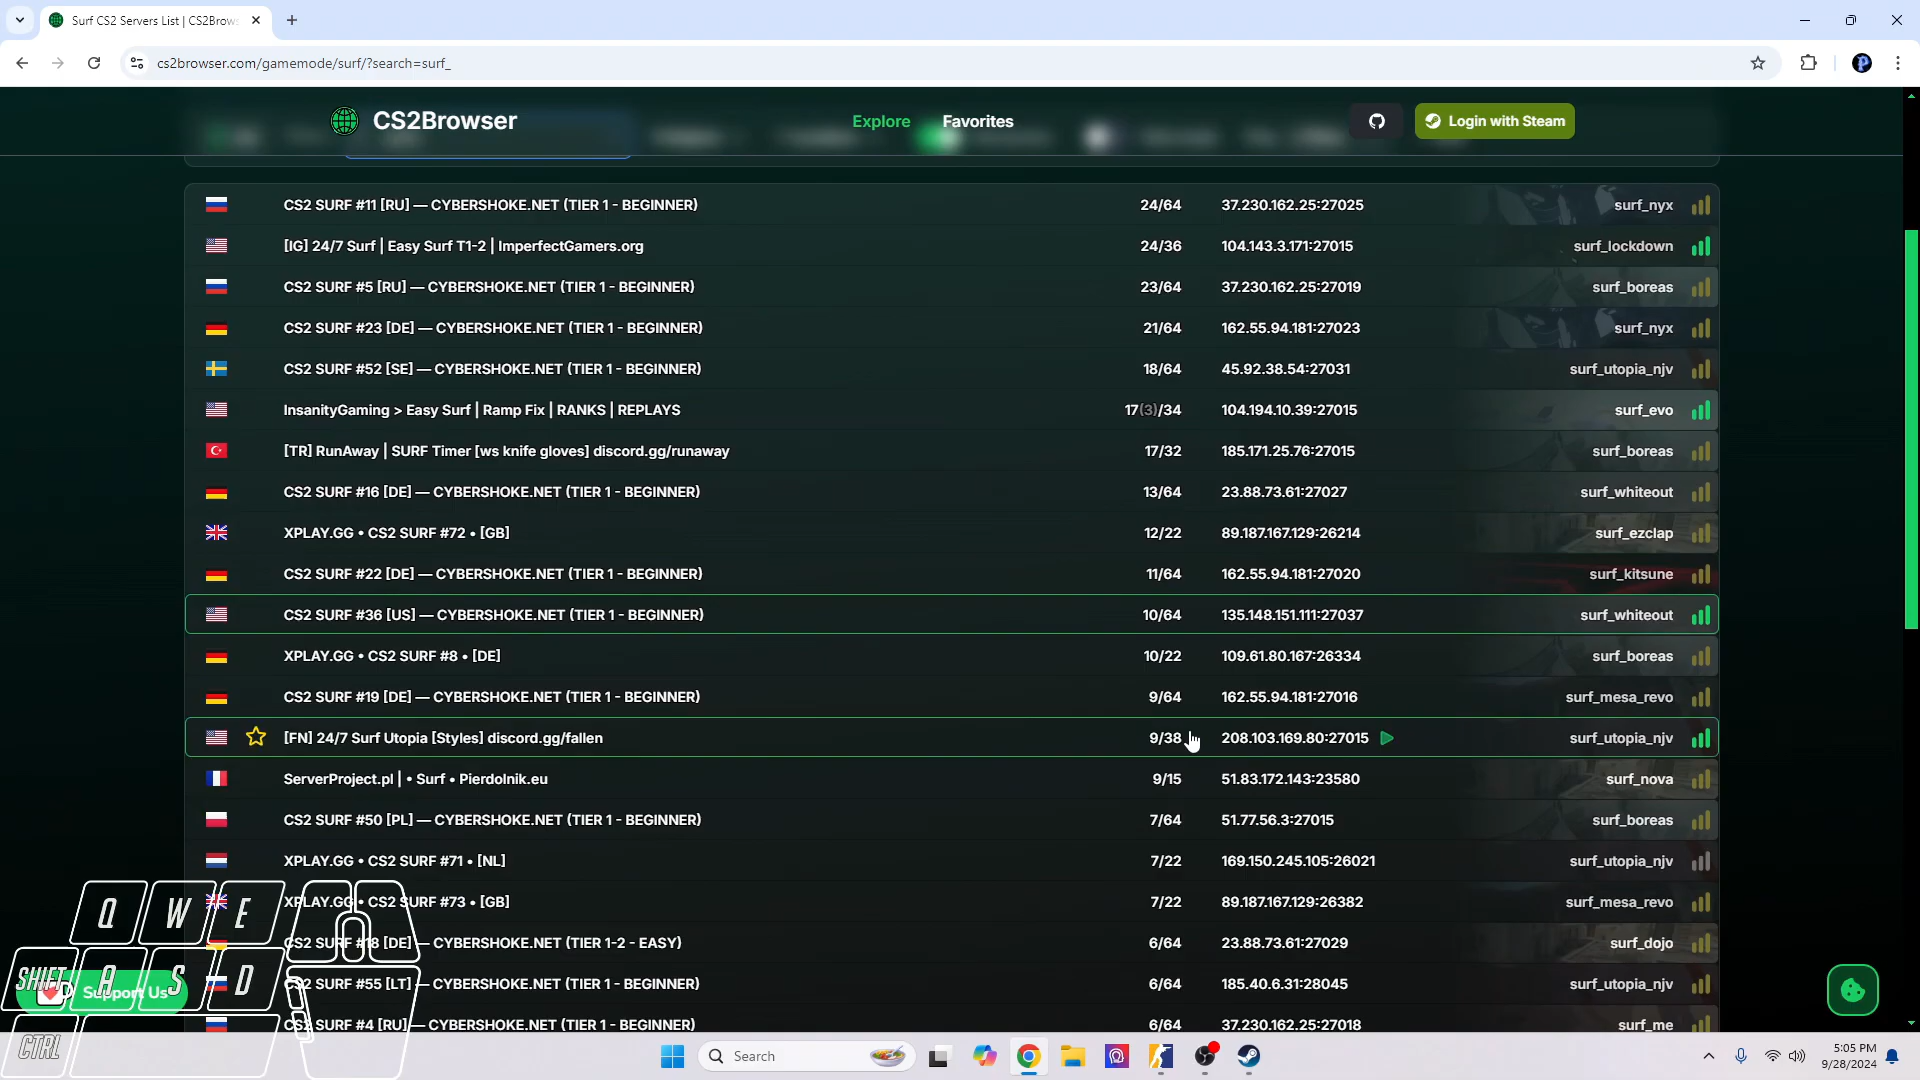 Surf CS2 Servers List | CS2Brows
cs2browser.com/gamemode/surf/?search=surf_
CS2Browser
Explore
Favorites
Login with Steam
CS2 SURF #11 [RU] — CYBERSHOKE.NET (TIER 1 - BEGINNER) 24/64 37.230.162.25:27025 surf_nyx
[IG] 24/7 Surf | Easy Surf T1-2 | ImperfectGamers.org 24/36 104.143.3.171:27015 surf_lockdown
CS2 SURF #5 [RU] — CYBERSHOKE.NET (TIER 1 - BEGINNER) 23/64 37.230.162.25:27019 surf_boreas
CS2 SURF #23 [DE] — CYBERSHOKE.NET (TIER 1 - BEGINNER) 21/64 162.55.94.181:27023 surf_nyx
CS2 SURF #52 [SE] — CYBERSHOKE.NET (TIER 1 - BEGINNER) 18/64 45.92.38.54:27031 surf_utopia_njv
InsanityGaming > Easy Surf | Ramp Fix | RANKS | REPLAYS 17(3)/34 104.194.10.39:27015 surf_evo
[TR] RunAway | SURF Timer [ws knife gloves] discord.gg/runaway 17/32 185.171.25.76:27015 surf_boreas
CS2 SURF #16 [DE] — CYBERSHOKE.NET (TIER 1 - BEGINNER) 13/64 23.88.73.61:27027 surf_whiteout
XPLAY.GG • CS2 SURF #72 • [GB] 12/22 89.187.167.129:26214 surf_ezclap
CS2 SURF #22 [DE] — CYBERSHOKE.NET (TIER 1 - BEGINNER) 11/64 162.55.94.181:27020 surf_kitsune
CS2 SURF #36 [US] — CYBERSHOKE.NET (TIER 1 - BEGINNER) 10/64 135.148.151.111:27037 surf_whiteout
XPLAY.GG • CS2 SURF #8 • [DE] 10/22 109.61.80.167:26334 surf_boreas
CS2 SURF #19 [DE] — CYBERSHOKE.NET (TIER 1 - BEGINNER) 9/64 162.55.94.181:27016 surf_mesa_revo
[FN] 24/7 Surf Utopia [Styles] discord.gg/fallen 9/38 208.103.169.80:27015 surf_utopia_njv
ServerProject.pl | • Surf • Pierdolnik.eu 9/15 51.83.172.143:23580 surf_nova
CS2 SURF #50 [PL] — CYBERSHOKE.NET (TIER 1 - BEGINNER) 7/64 51.77.56.3:27015 surf_boreas
XPLAY.GG • CS2 SURF #71 • [NL] 7/22 169.150.245.105:26021 surf_utopia_njv
XPLAY.GG • CS2 SURF #73 • [GB] 7/22 89.187.167.129:26382 surf_mesa_revo
CS2 SURF #18 [DE] — CYBERSHOKE.NET (TIER 1-2 - EASY) 6/64 23.88.73.61:27029 surf_dojo
CS2 SURF #55 [LT] — CYBERSHOKE.NET (TIER 1 - BEGINNER) 6/64 185.40.6.31:28045 surf_utopia_njv
CS2 SURF #4 [RU] — CYBERSHOKE.NET (TIER 1 - BEGINNER) 6/64 37.230.162.25:27018 surf_me
Q W E
SHIFT A S D
Support Us
CTRL
Search
5:05 PM
9/28/2024